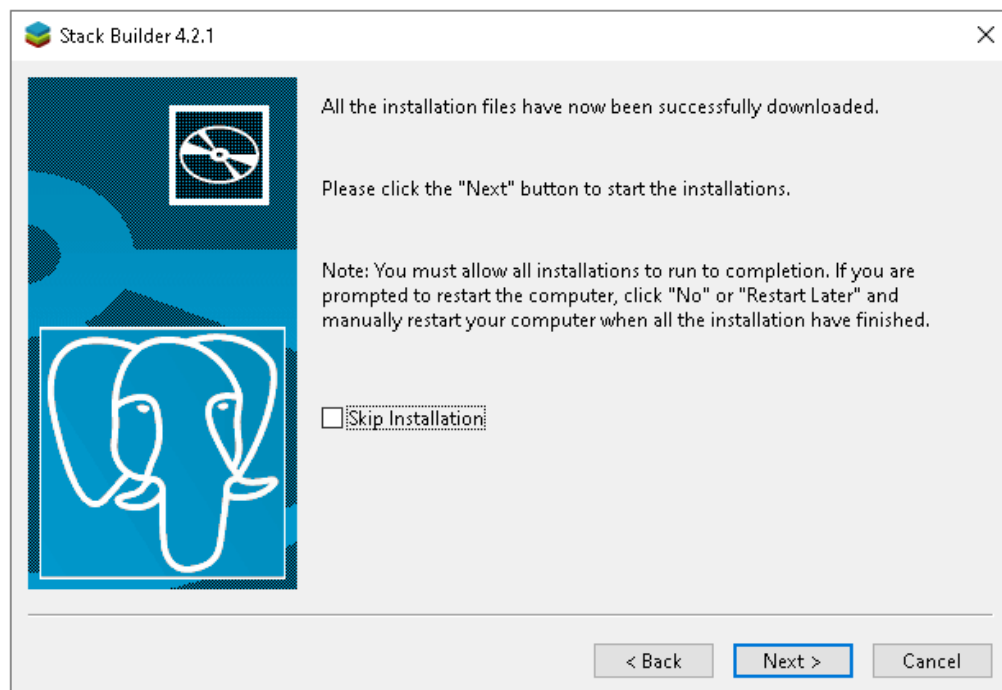 Stack Builder 4.2.1
All the installation files have now been successfully downloaded.
Please click the "Next" button to start the installations.
Note: You must allow all installations to run to completion. If you are
prompted to restart the computer, click "No" or "Restart Later" and
manually restart your computer when all the installation have finished.
Skip Installation
< Back
Next >
Cancel